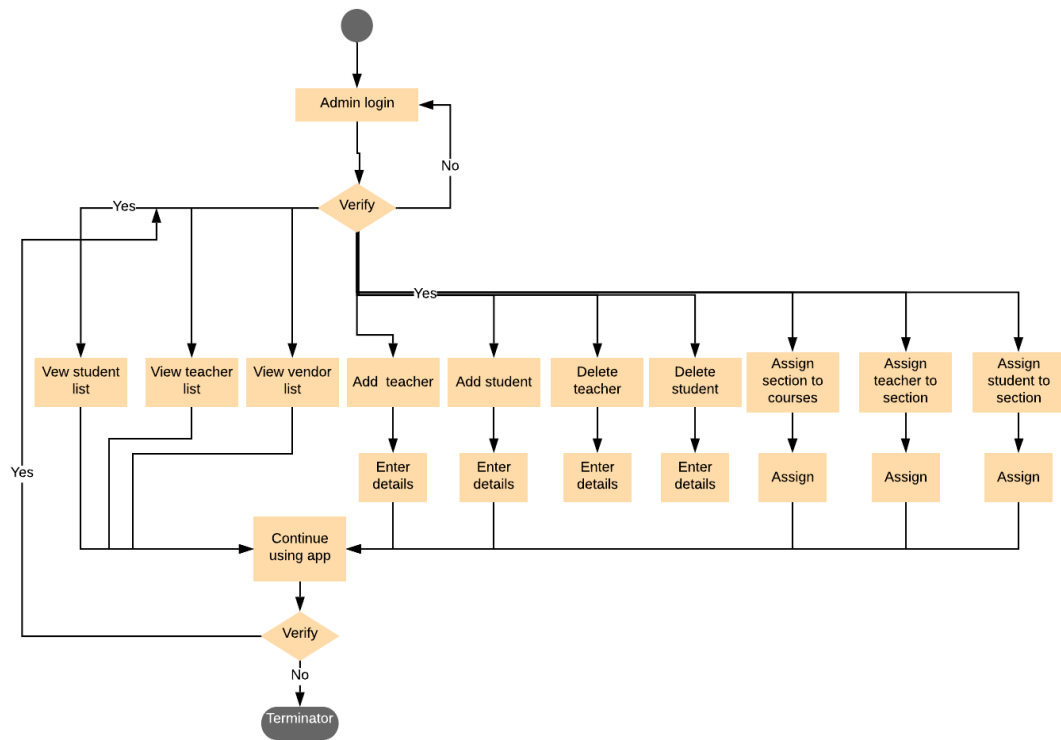 Admin login
No
Verify
Yes
Yes
Vew student
list
View teacher
list
View vendor
list
Add  teacher
Add student
Delete
teacher
Delete
student
Assign
section to
courses
Assign
teacher to
section
Assign
student to
section
Yes
Enter
details
Enter
details
Enter
details
Enter
details
Assign
Assign
Assign
Continue
using app
Verify
No
Terminator